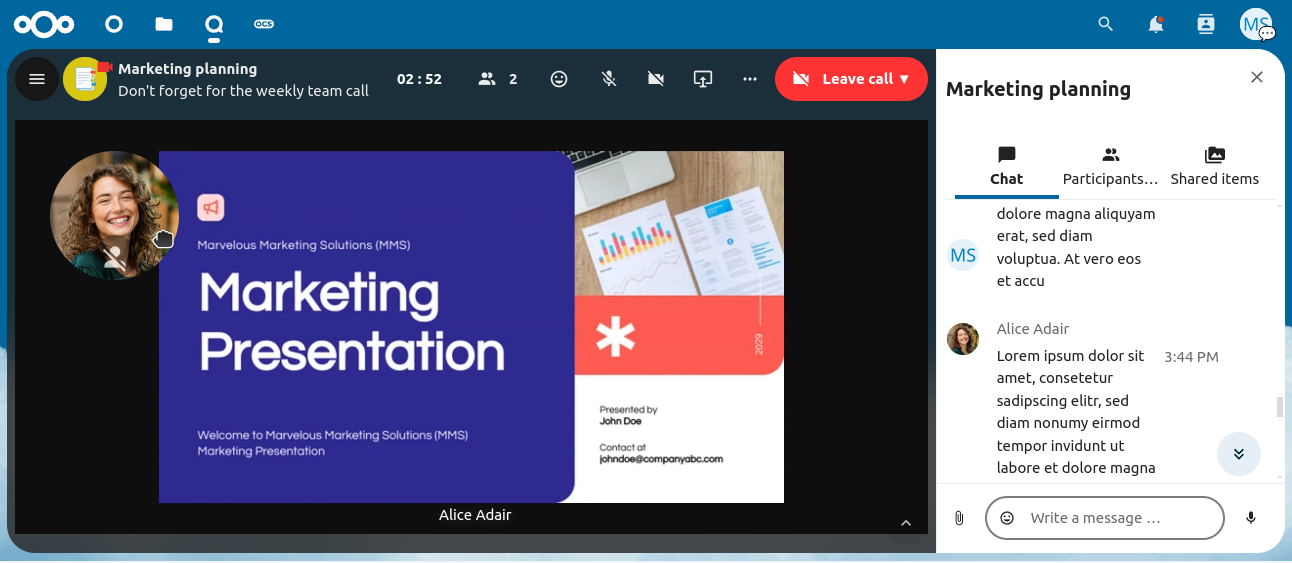 OCS
MS
Marketing planning
Don't forget for the weekly team call
02 : 52
2
Leave call ▾
Marvelous Marketing Solutions (MMS)
Marketing
Presentation
Welcome to Marvelous Marketing Solutions (MMS)
Marketing Presentation
2029
Presented by
John Doe
Contact at
johndoe@companyabc.com
Alice Adair
Marketing planning
Chat
Participants…
Shared items
MS
dolore magna aliquyam
erat, sed diam
voluptua. At vero eos
et accu
Alice Adair
Lorem ipsum dolor sit 3:44 PM
amet, consetetur
sadipscing elitr, sed
diam nonumy eirmod
tempor invidunt ut
labore et dolore magna
Write a message …